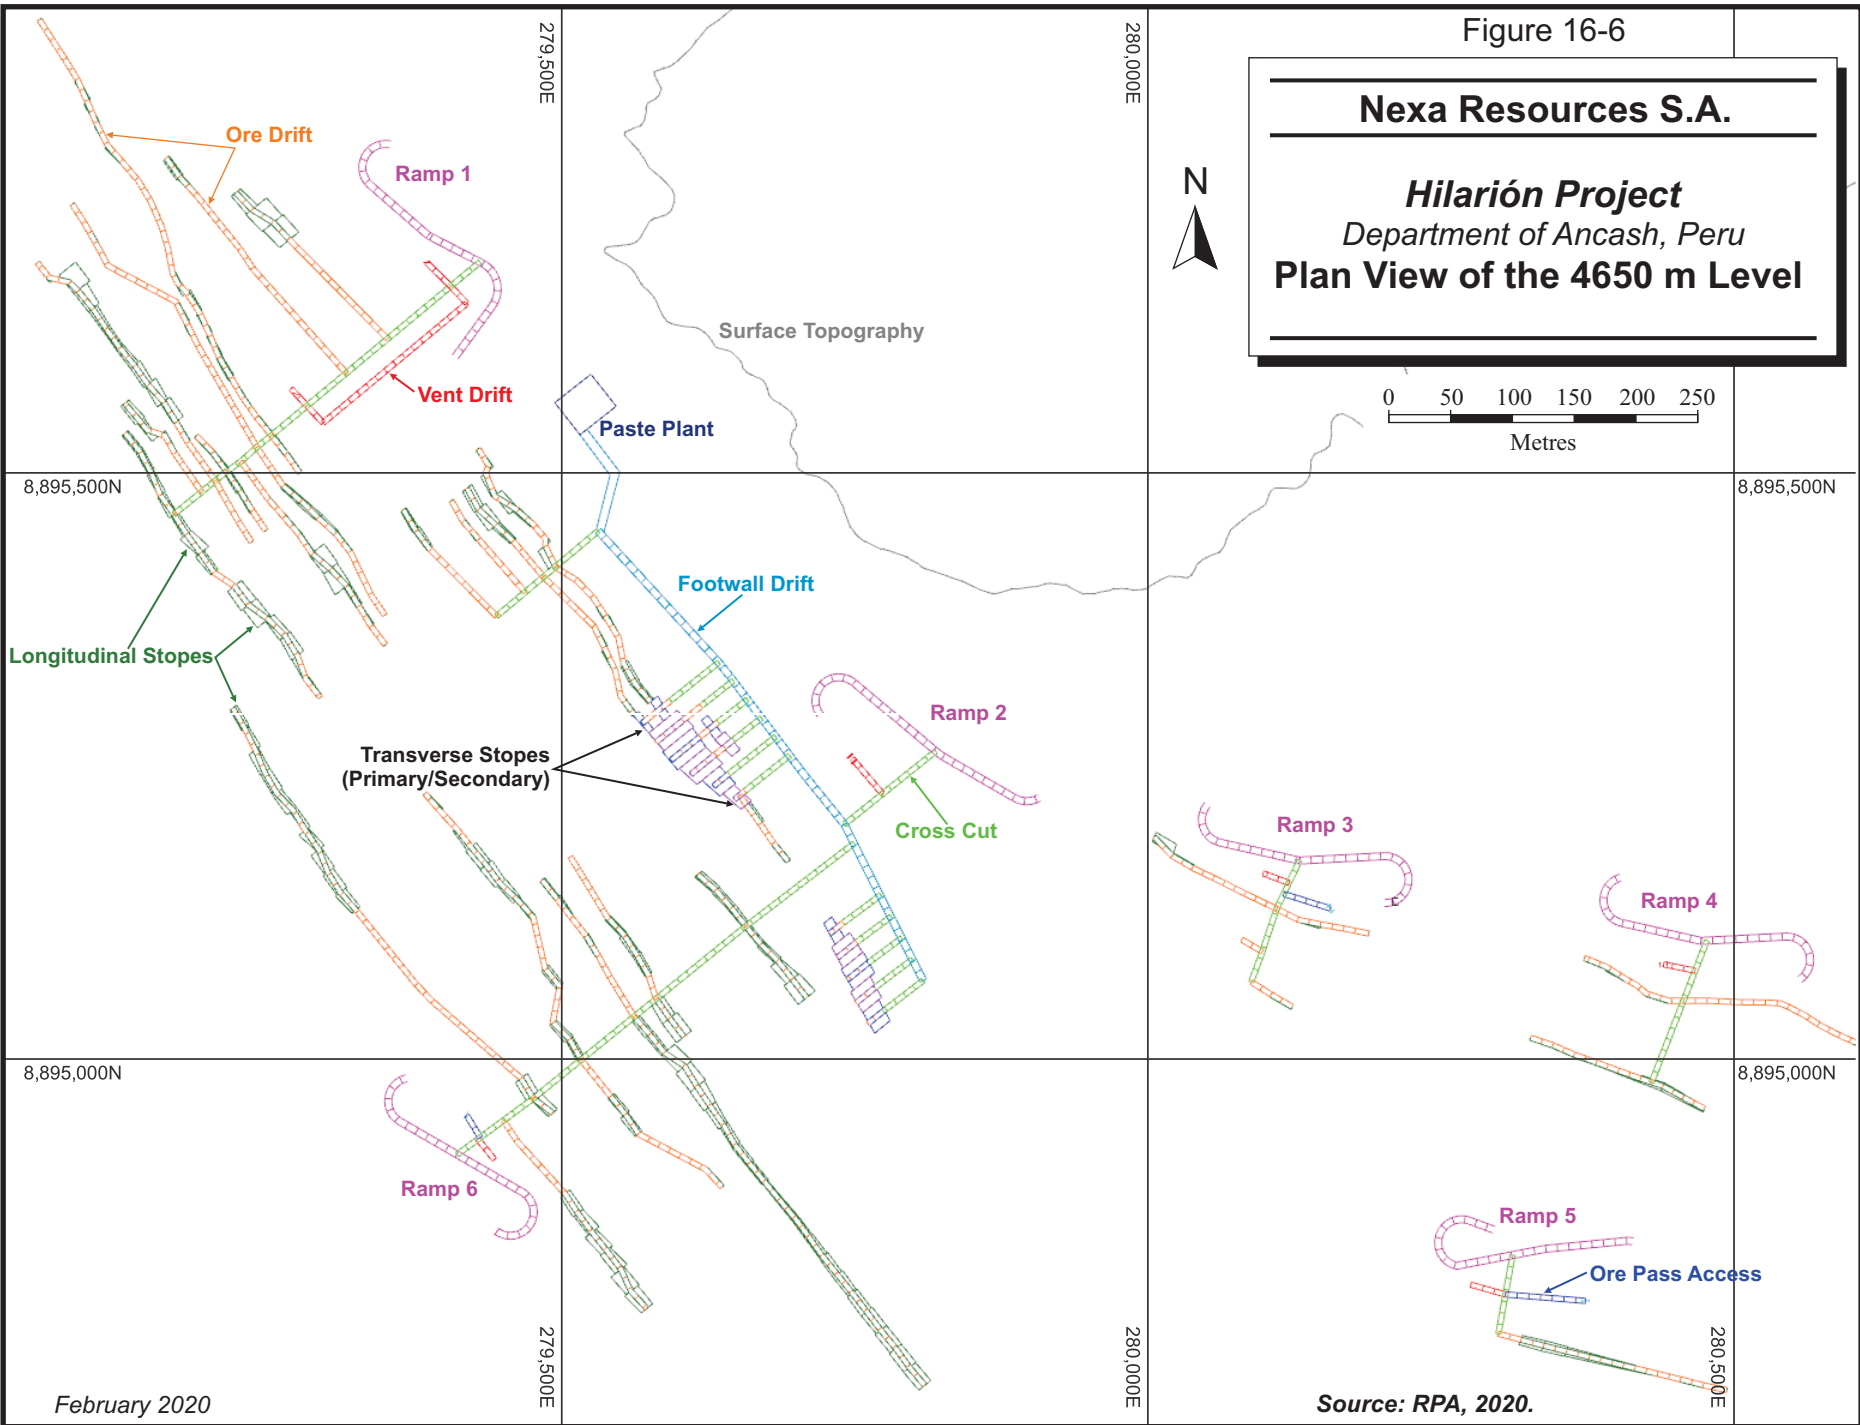 Figure 16-6
Nexa Resources S.A.
Hilarión Project
Department of Ancash, Peru
Plan View of the 4650 m Level
279,500E
280,000E
N
0 50 100 150 200 250
Metres
Ore Drift
Ramp 1
Surface Topography
Vent Drift
Paste Plant
8,895,500N
8,895,500N
Footwall Drift
Longitudinal Stopes
Ramp 2
Transverse Stopes
(Primary/Secondary)
Cross Cut
Ramp 3
Ramp 4
8,895,000N
8,895,000N
Ramp 6
Ramp 5
Ore Pass Access
279,500E
280,000E
280,500E
February 2020
Source: RPA, 2020.